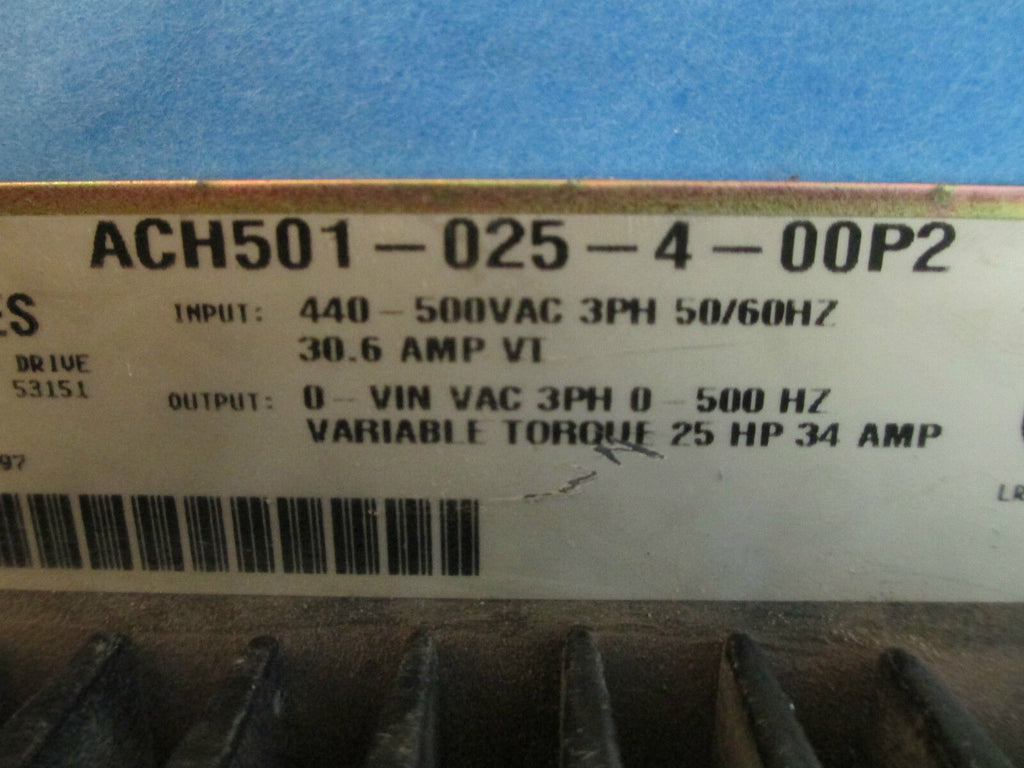 ACH501-025-4-00P2
ES
INPUT: 440-500VAC 3PH 50/60HZ
30.6 AMP VT
DRIVE
53151
OUTPUT: 0-VIN VAC 3PH 0-500 HZ
VARIABLE TORQUE 25 HP 34 AMP
97
LR